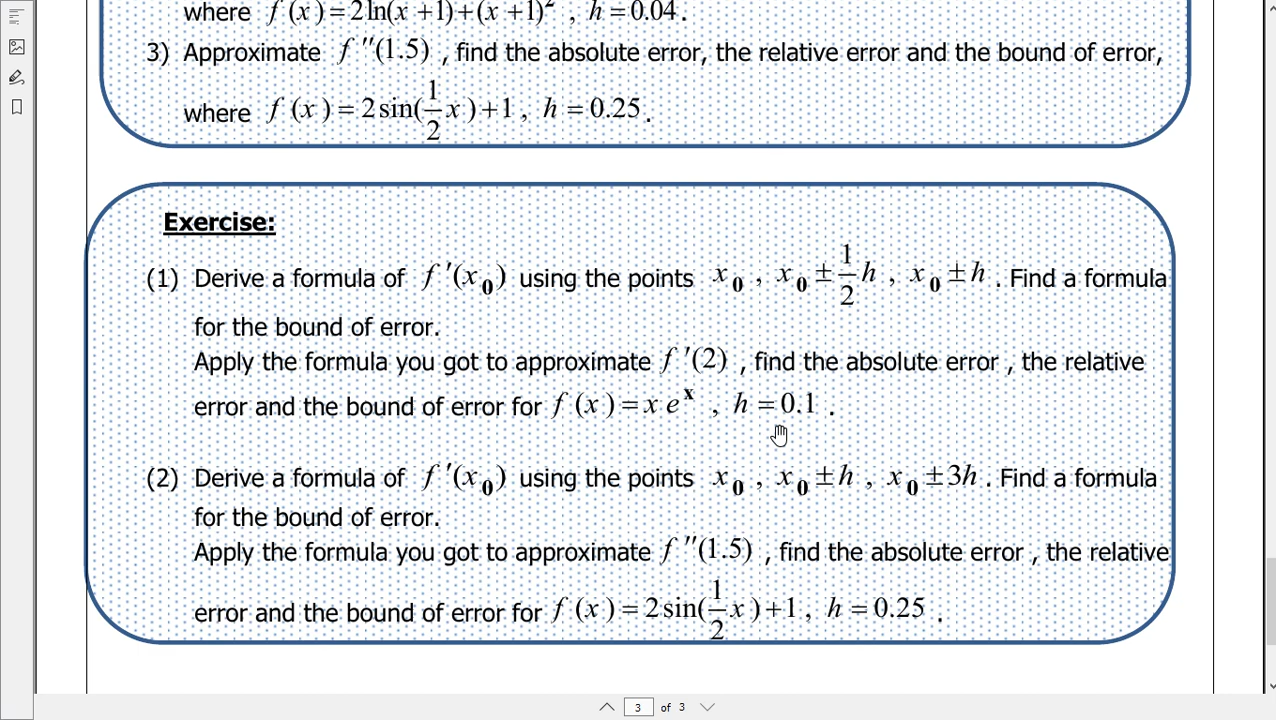 where f(x)=2ln(x+1)+(x+1)², h=0.04.
3) Approximate f″(1.5), find the absolute error, the relative error and the bound of error,
where f(x)=2sin(½x)+1, h=0.25.
Exercise:
(1) Derive a formula of f′(x₀) using the points x₀, x₀±½h, x₀±h. Find a formula
for the bound of error.
Apply the formula you got to approximate f′(2), find the absolute error, the relative
error and the bound of error for f(x)=x eˣ, h=0.1.
(2) Derive a formula of f′(x₀) using the points x₀, x₀±h, x₀±3h. Find a formula
for the bound of error.
Apply the formula you got to approximate f″(1.5), find the absolute error, the relative
error and the bound of error for f(x)=2sin(½x)+1, h=0.25.
3 of 3